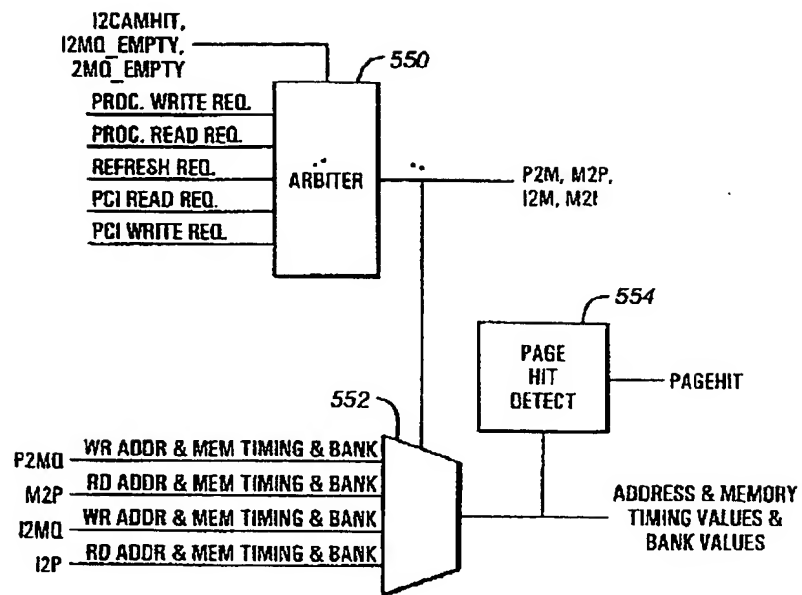 I2CAMHIT,
I2MQ_EMPTY,
2MQ_EMPTY
550
PROC. WRITE REQ.
PROC. READ REQ.
REFRESH REQ.
PCI READ REQ.
PCI WRITE REQ.
ARBITER
P2M, M2P,
I2M, M2I
554
PAGE
HIT
DETECT
PAGEHIT
552
P2MQ WR ADDR & MEM TIMING & BANK
M2P RD ADDR & MEM TIMING & BANK
I2MQ WR ADDR & MEM TIMING & BANK
I2P RD ADDR & MEM TIMING & BANK
ADDRESS & MEMORY
TIMING VALUES &
BANK VALUES